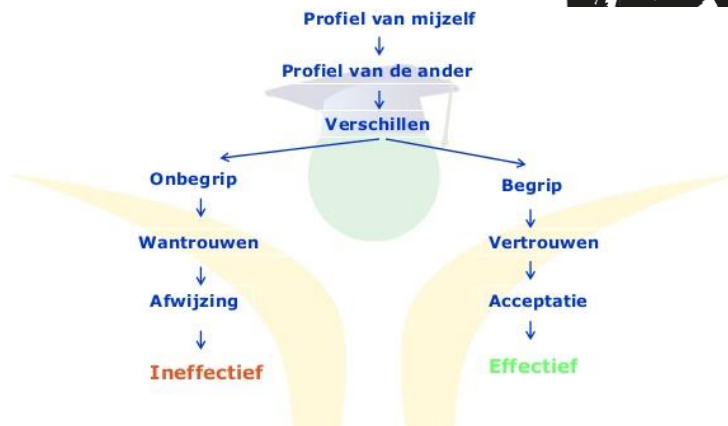 Profiel van mijzelf
Profiel van de ander
Verschillen
Onbegrip
Begrip
Wantrouwen
Vertrouwen
Afwijzing
Acceptatie
Ineffectief
Effectief